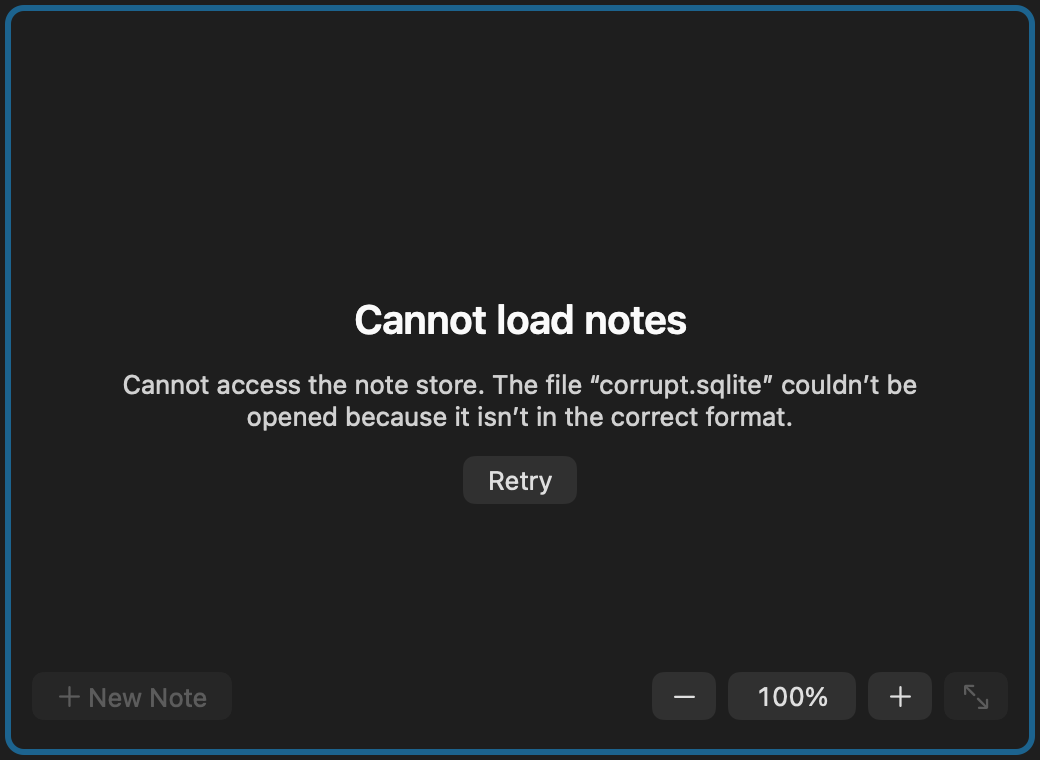 Cannot load notes
Cannot access the note store. The file “corrupt.sqlite” couldn’t be
opened because it isn’t in the correct format.
Retry
+ New Note
− 100% +